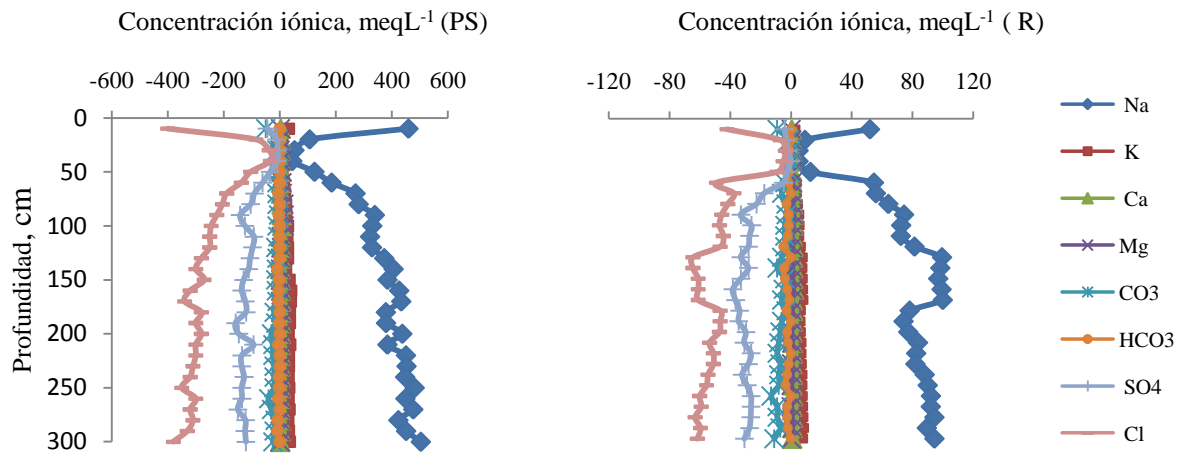 Concentración iónica, meqL-1 (PS)
-600 -400 -200 0 200 400 600
Profundidad, cm
0
50
100
150
200
250
300
Concentración iónica, meqL-1 ( R)
-120 -80 -40 0 40 80 120
Na
K
Ca
Mg
CO3
HCO3
SO4
Cl